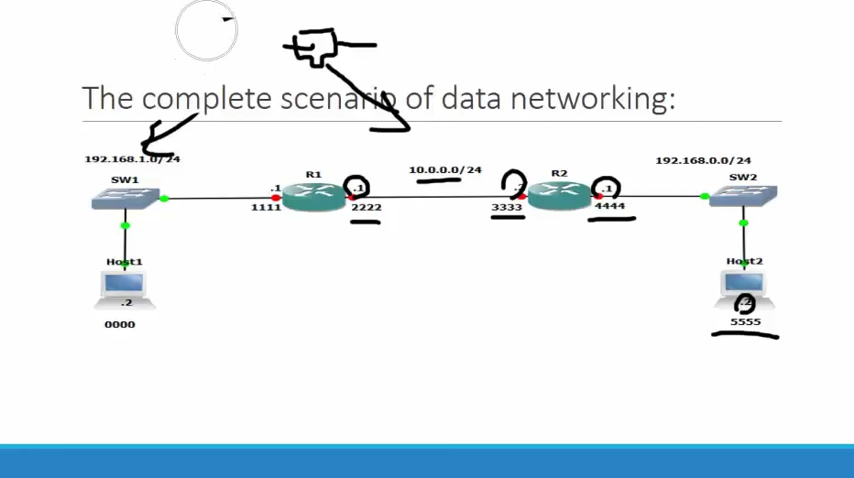 The complete scenario of data networking:
192.168.1.0/24
10.0.0.0/24
192.168.0.0/24
SW1
R1
R2
SW2
.1
.1
.1
1111
2222
3333
4444
Host1
Host2
.2
.2
0000
5555